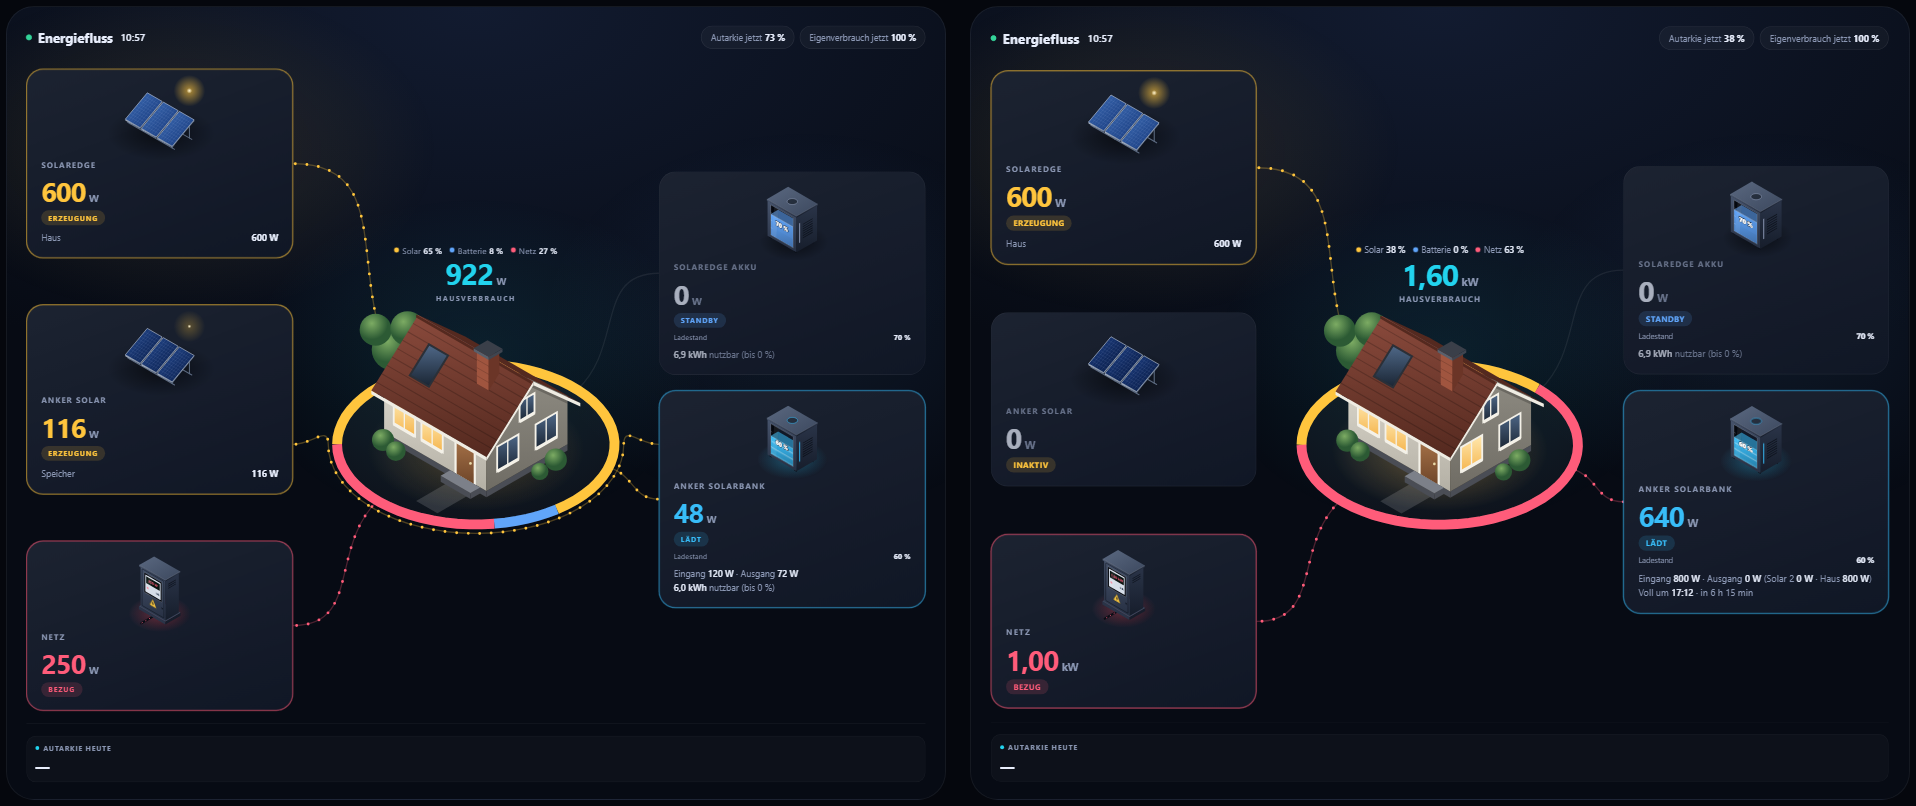 Energiefluss 10:57
Autarkie jetzt 73 %
Eigenverbrauch jetzt 100 %
SOLAREDGE
600 W
ERZEUGUNG
Haus 600 W
ANKER SOLAR
116 W
ERZEUGUNG
Speicher 116 W
NETZ
250 W
BEZUG
Solar 65 % Batterie 8 % Netz 27 %
922 W
HAUSVERBRAUCH
70 %
SOLAREDGE AKKU
0 W
STANDBY
Ladestand 70 %
6,9 kWh nutzbar (bis 0 %)
60 %
ANKER SOLARBANK
48 W
LÄDT
Ladestand 60 %
Eingang 120 W · Ausgang 72 W
6,0 kWh nutzbar (bis 0 %)
AUTARKIE HEUTE
—
Energiefluss 10:57
Autarkie jetzt 38 %
Eigenverbrauch jetzt 100 %
SOLAREDGE
600 W
ERZEUGUNG
Haus 600 W
ANKER SOLAR
0 W
INAKTIV
NETZ
1,00 kW
BEZUG
Solar 38 % Batterie 0 % Netz 63 %
1,60 kW
HAUSVERBRAUCH
70 %
SOLAREDGE AKKU
0 W
STANDBY
Ladestand 70 %
6,9 kWh nutzbar (bis 0 %)
60 %
ANKER SOLARBANK
640 W
LÄDT
Ladestand 60 %
Eingang 800 W · Ausgang 0 W (Solar 2 0 W · Haus 800 W)
Voll um 17:12 · in 6 h 15 min
AUTARKIE HEUTE
—